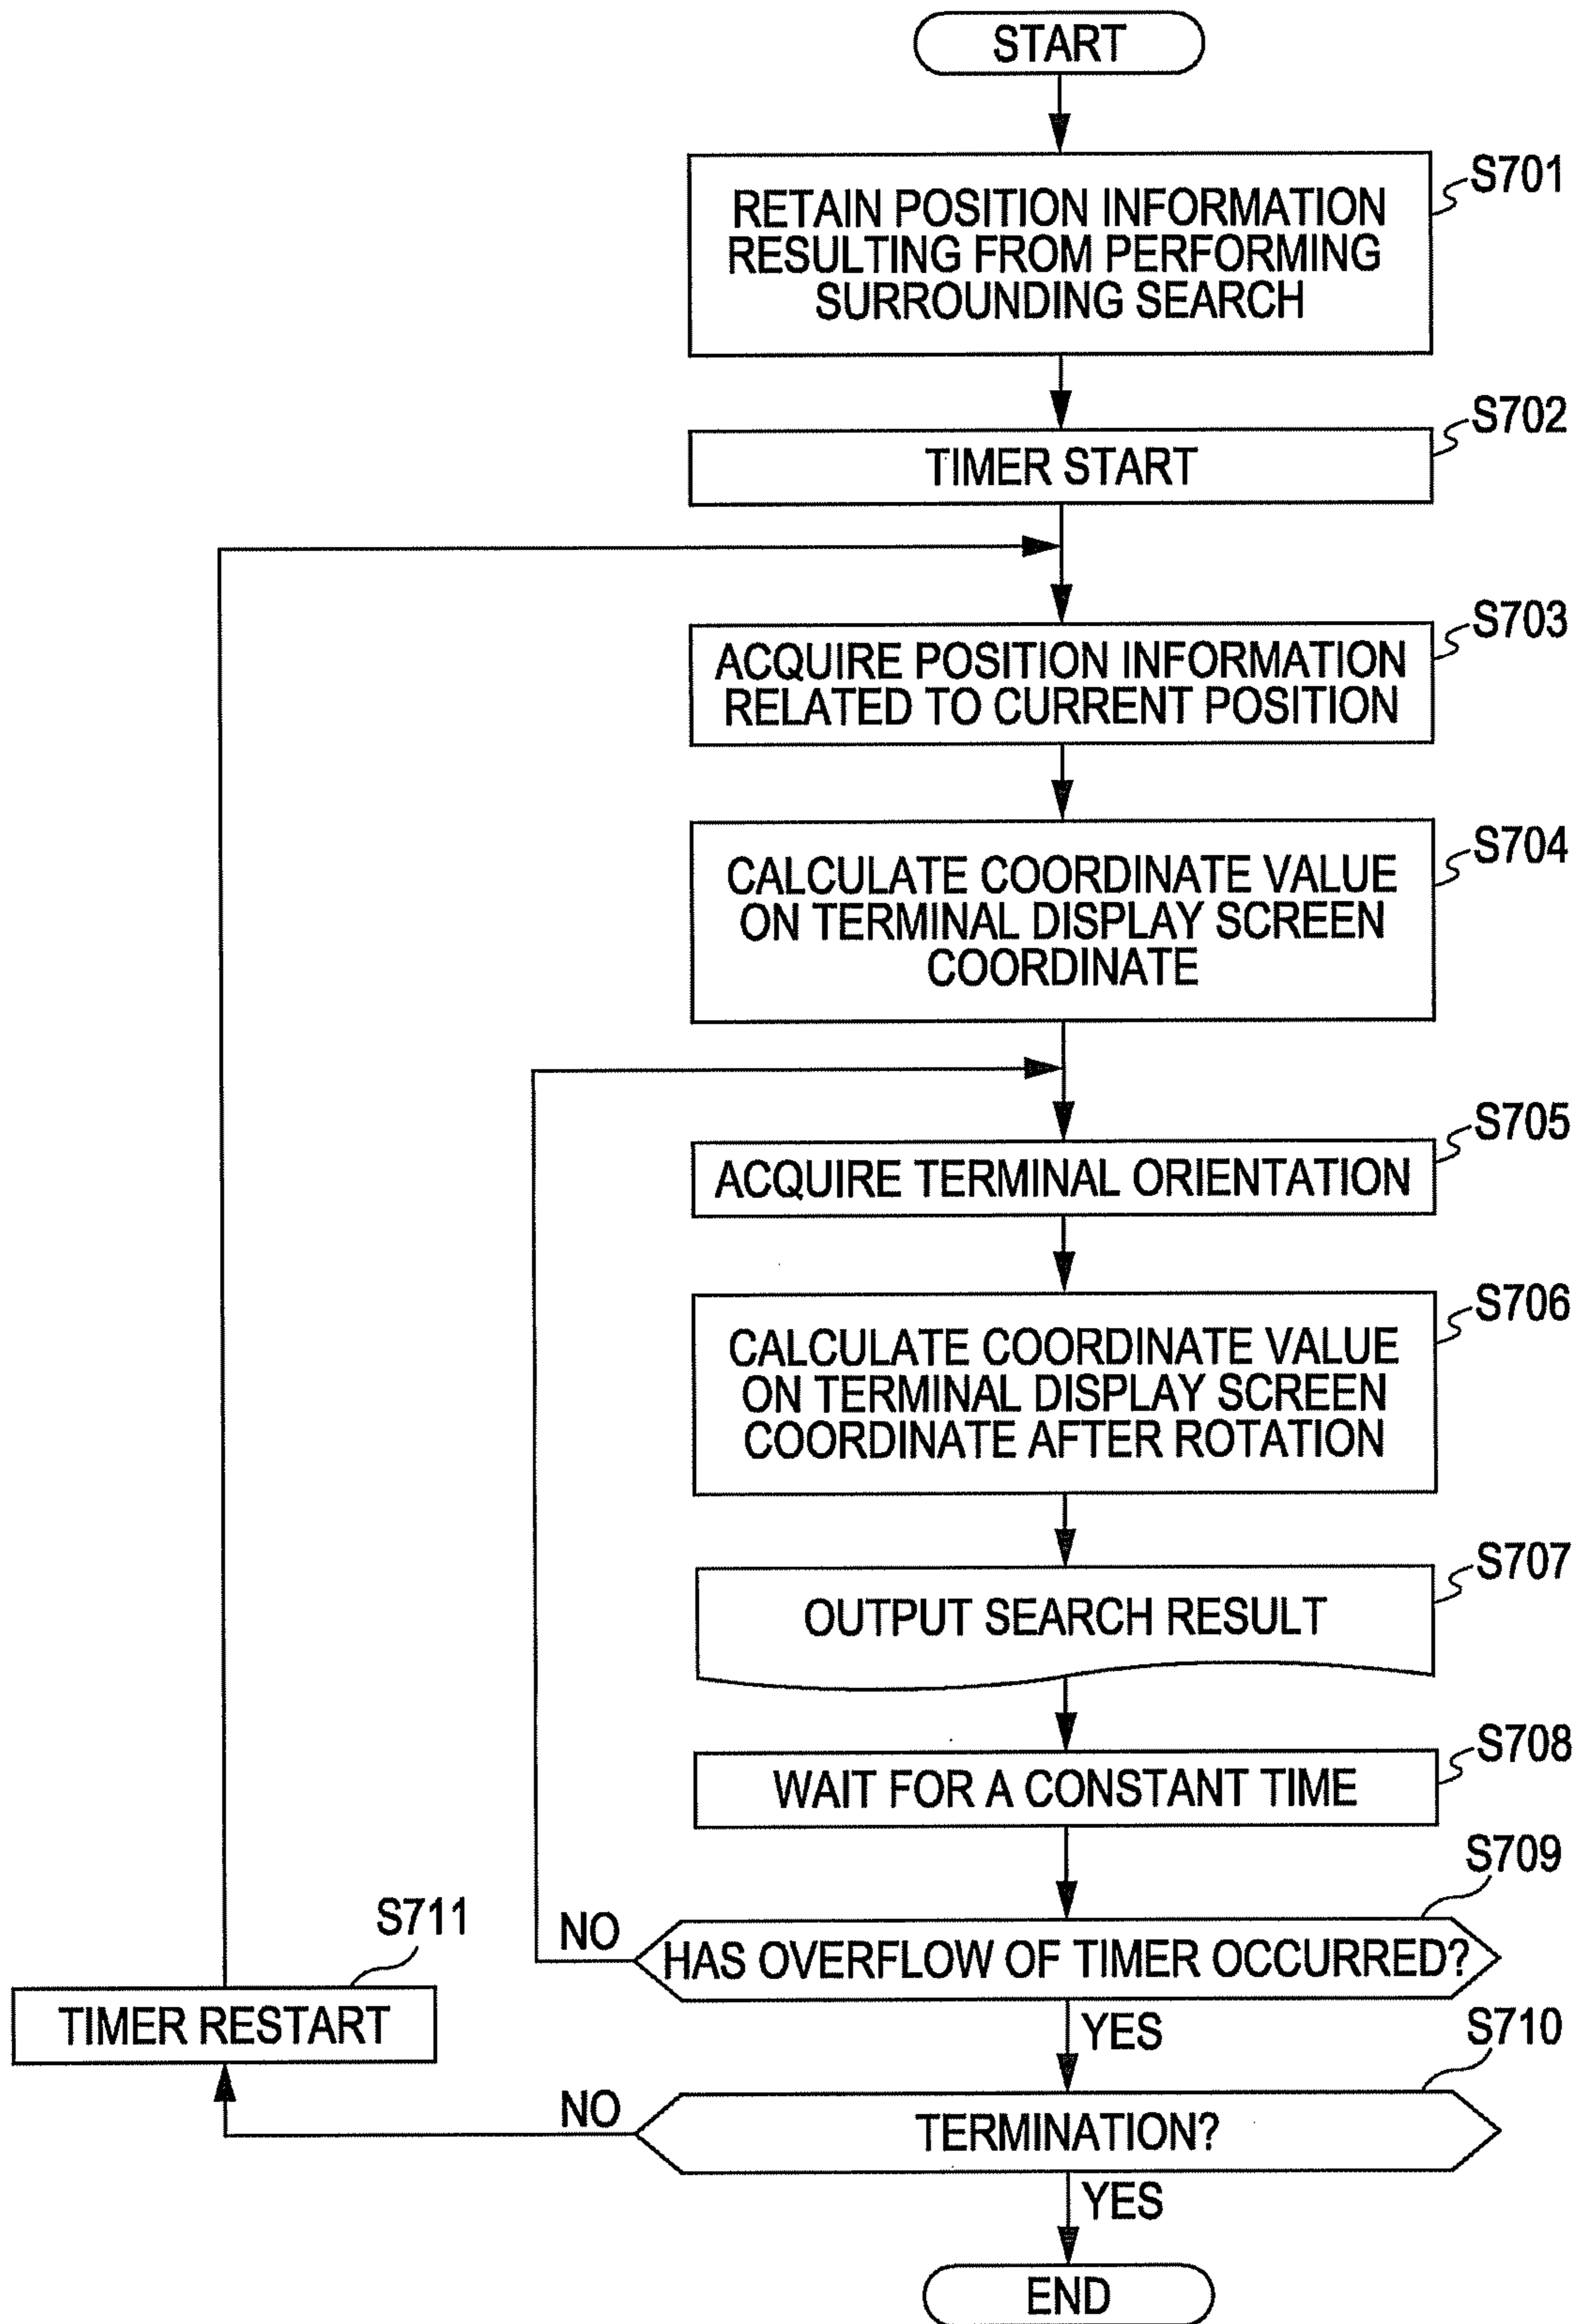 START
S701
RETAIN POSITION INFORMATION
RESULTING FROM PERFORMING
SURROUNDING SEARCH
S702
TIMER START
S703
ACQUIRE POSITION INFORMATION
RELATED TO CURRENT POSITION
S704
CALCULATE COORDINATE VALUE
ON TERMINAL DISPLAY SCREEN
COORDINATE
S705
ACQUIRE TERMINAL ORIENTATION
S706
CALCULATE COORDINATE VALUE
ON TERMINAL DISPLAY SCREEN
COORDINATE AFTER ROTATION
S707
OUTPUT SEARCH RESULT
S708
WAIT FOR A CONSTANT TIME
S709
NO
HAS OVERFLOW OF TIMER OCCURRED?
YES
S711
TIMER RESTART
S710
NO
TERMINATION?
YES
END